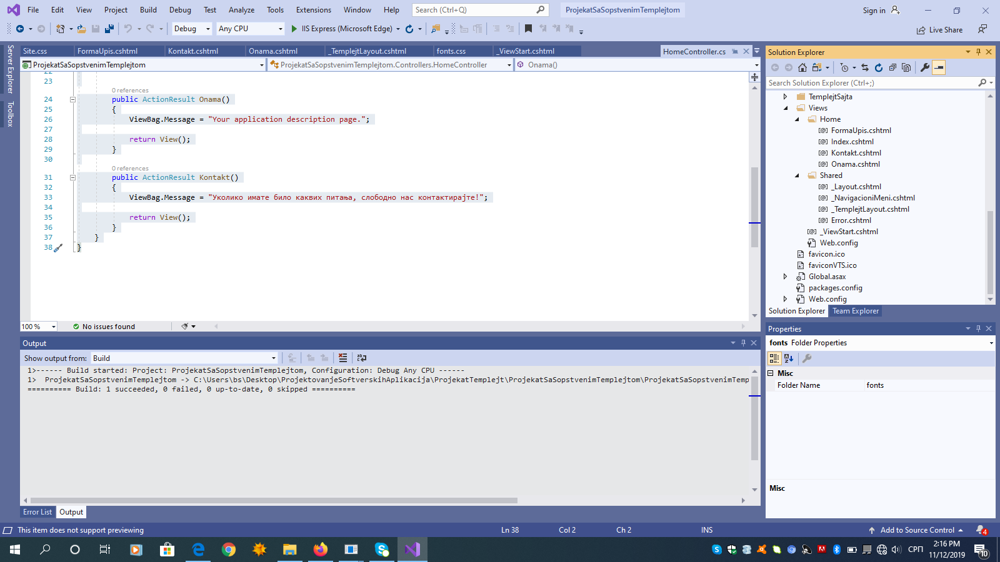 File Edit View Project Build Debug Test Analyze Tools Extensions Window Help Search (Ctrl+Q) ProjekatSaSopstvenimTemplejtom Sign in
Debug Any CPU IIS Express (Microsoft Edge) Live Share
Server Explorer
Toolbox
Site.css FormaUpis.cshtml Kontakt.cshtml Onama.cshtml _TemplejtLayout.cshtml fonts.css _ViewStart.cshtml HomeController.cs
ProjekatSaSopstvenimTemplejtom ProjekatSaSopstvenimTemplejtom.Controllers.HomeController Onama()
22
23
0 references
24 public ActionResult Onama()
25 {
26 ViewBag.Message = "Your application description page.";
27
28 return View();
29 }
30
0 references
31 public ActionResult Kontakt()
32 {
33 ViewBag.Message = "Уколико имате било каквих питања, слободно нас контактирајте!";
34
35 return View();
36 }
37 }
38 }
100 % No issues found
Output
Show output from: Build
1>------ Build started: Project: ProjekatSaSopstvenimTemplejtom, Configuration: Debug Any CPU ------
1> ProjekatSaSopstvenimTemplejtom -> C:\Users\bs\Desktop\ProjektovanjeSoftverskihAplikacija\ProjekatTemplejt\ProjekatSaSopstvenimTemplejtom\ProjekatSaSopstvenimTemp
========== Build: 1 succeeded, 0 failed, 0 up-to-date, 0 skipped ==========
Error List Output
Solution Explorer
Search Solution Explorer (Ctrl+;)
TemplejtSajta
Views
Home
FormaUpis.cshtml
Index.cshtml
Kontakt.cshtml
Onama.cshtml
Shared
_Layout.cshtml
_NavigacioniMeni.cshtml
_TemplejtLayout.cshtml
Error.cshtml
_ViewStart.cshtml
Web.config
favicon.ico
faviconVTS.ico
Global.asax
packages.config
Web.config
Solution Explorer Team Explorer
Properties
fonts Folder Properties
Misc
Folder Name fonts
Misc
This item does not support previewing Ln 38 Col 2 Ch 2 INS Add to Source Control 4
СРП 2:16 PM
11/12/2019 10